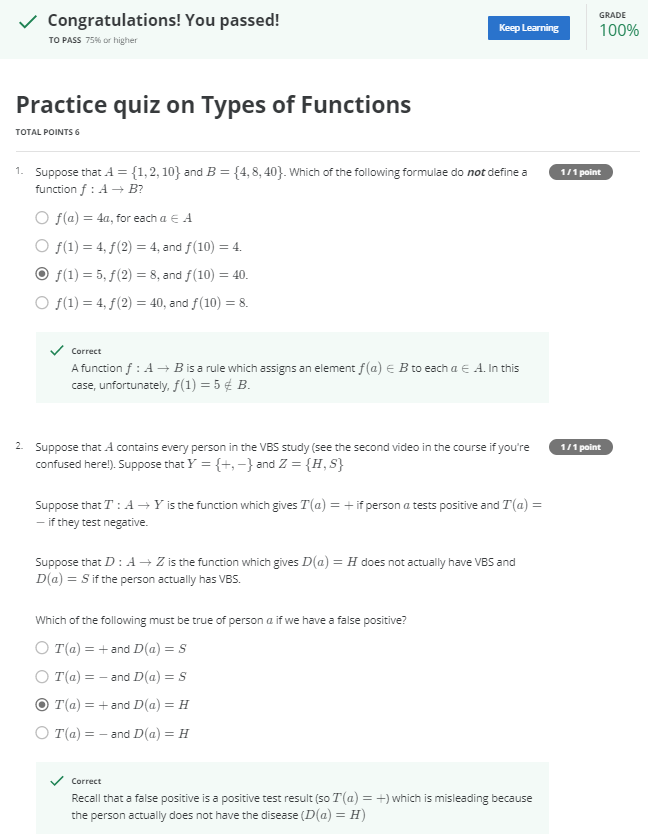 Congratulations! You passed!
TO PASS 75% or higher
Keep Learning
GRADE
100%
Practice quiz on Types of Functions
TOTAL POINTS 6
1. Suppose that A = {1, 2, 10} and B = {4, 8, 40}. Which of the following formulae do not define a
function f : A → B?
1 / 1 point
f(a) = 4a, for each a ∈ A
f(1) = 4, f(2) = 4, and f(10) = 4.
f(1) = 5, f(2) = 8, and f(10) = 40.
f(1) = 4, f(2) = 40, and f(10) = 8.
Correct
A function f : A → B is a rule which assigns an element f(a) ∈ B to each a ∈ A. In this
case, unfortunately, f(1) = 5 ∉ B.
2. Suppose that A contains every person in the VBS study (see the second video in the course if you're
confused here!). Suppose that Y = {+, −} and Z = {H, S}
1 / 1 point
Suppose that T : A → Y is the function which gives T(a) = + if person a tests positive and T(a) =
− if they test negative.
Suppose that D : A → Z is the function which gives D(a) = H does not actually have VBS and
D(a) = S if the person actually has VBS.
Which of the following must be true of person a if we have a false positive?
T(a) = + and D(a) = S
T(a) = − and D(a) = S
T(a) = + and D(a) = H
T(a) = − and D(a) = H
Correct
Recall that a false positive is a positive test result (so T(a) = +) which is misleading because
the person actually does not have the disease (D(a) = H)